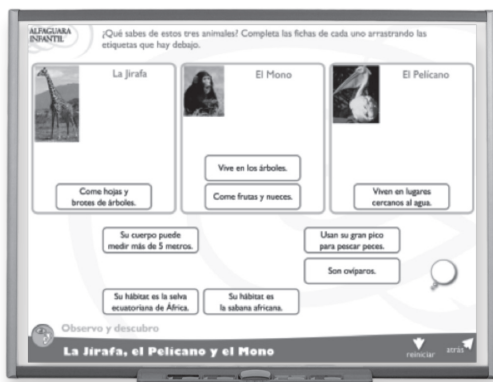 ALFAGUARA
INFANTIL
¿Qué sabes de estos tres animales? Completa las fichas de cada uno arrastrando las
etiquetas que hay debajo.
La Jirafa
El Mono
El Pelícano
Vive en los árboles.
Come hojas y
brotes de árboles.
Come frutas y nueces.
Viven en lugares
cercanos al agua.
Su cuerpo puede
medir más de 5 metros.
Usan su gran pico
para pescar peces.
Son ovíparos.
Su hábitat es la selva
ecuatoriana de África.
Su hábitat es
la sabana africana.
Observo y descubro
La Jirafa, el Pelícano y el Mono
reiniciar
atrás